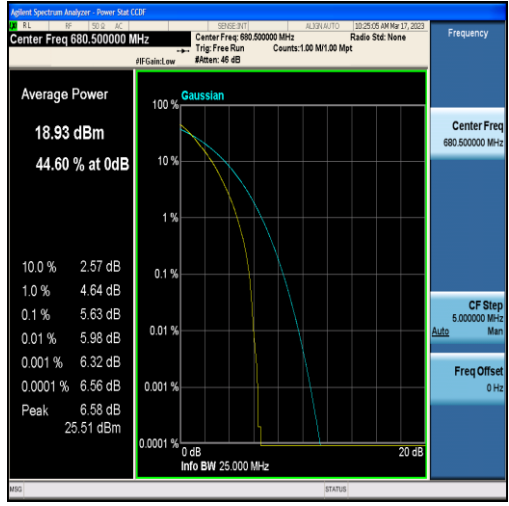 Agilent Spectrum Analyzer - Power Stat CCDF
RL RF 50 Ω AC SENSE:INT ALIGN AUTO 10:25:05 AM Mar 17, 2023
Center Freq 680.500000 MHz
Center Freq: 680.500000 MHz Radio Std: None
Trig: Free Run Counts:1.00 M/1.00 Mpt
#IFGain:Low #Atten: 46 dB
Frequency
Average Power
18.93 dBm
44.60 % at 0dB
10.0 % 2.57 dB
1.0 % 4.64 dB
0.1 % 5.63 dB
0.01 % 5.98 dB
0.001 % 6.32 dB
0.0001 % 6.56 dB
Peak 6.58 dB
25.51 dBm
Gaussian
100 %
10 %
1 %
0.1 %
0.01 %
0.001 %
0.0001 %
0 dB 20 dB
Info BW 25.000 MHz
Center Freq
680.500000 MHz
CF Step
5.000000 MHz
Auto Man
Freq Offset
0 Hz
MSG STATUS